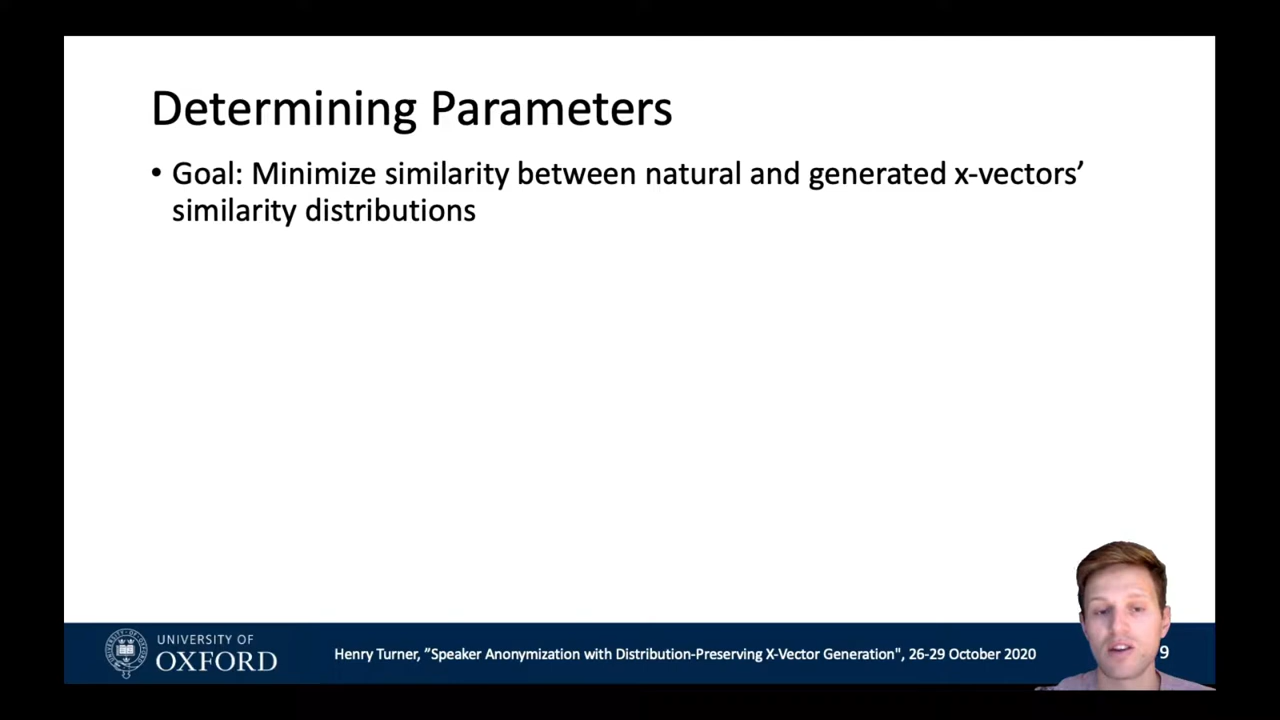 Determining Parameters
• Goal: Minimize similarity between natural and generated x-vectors’
similarity distributions
UNIVERSITY OF
OXFORD
Henry Turner, ”Speaker Anonymization with Distribution-Preserving X-Vector Generation", 26-29 October 2020
9